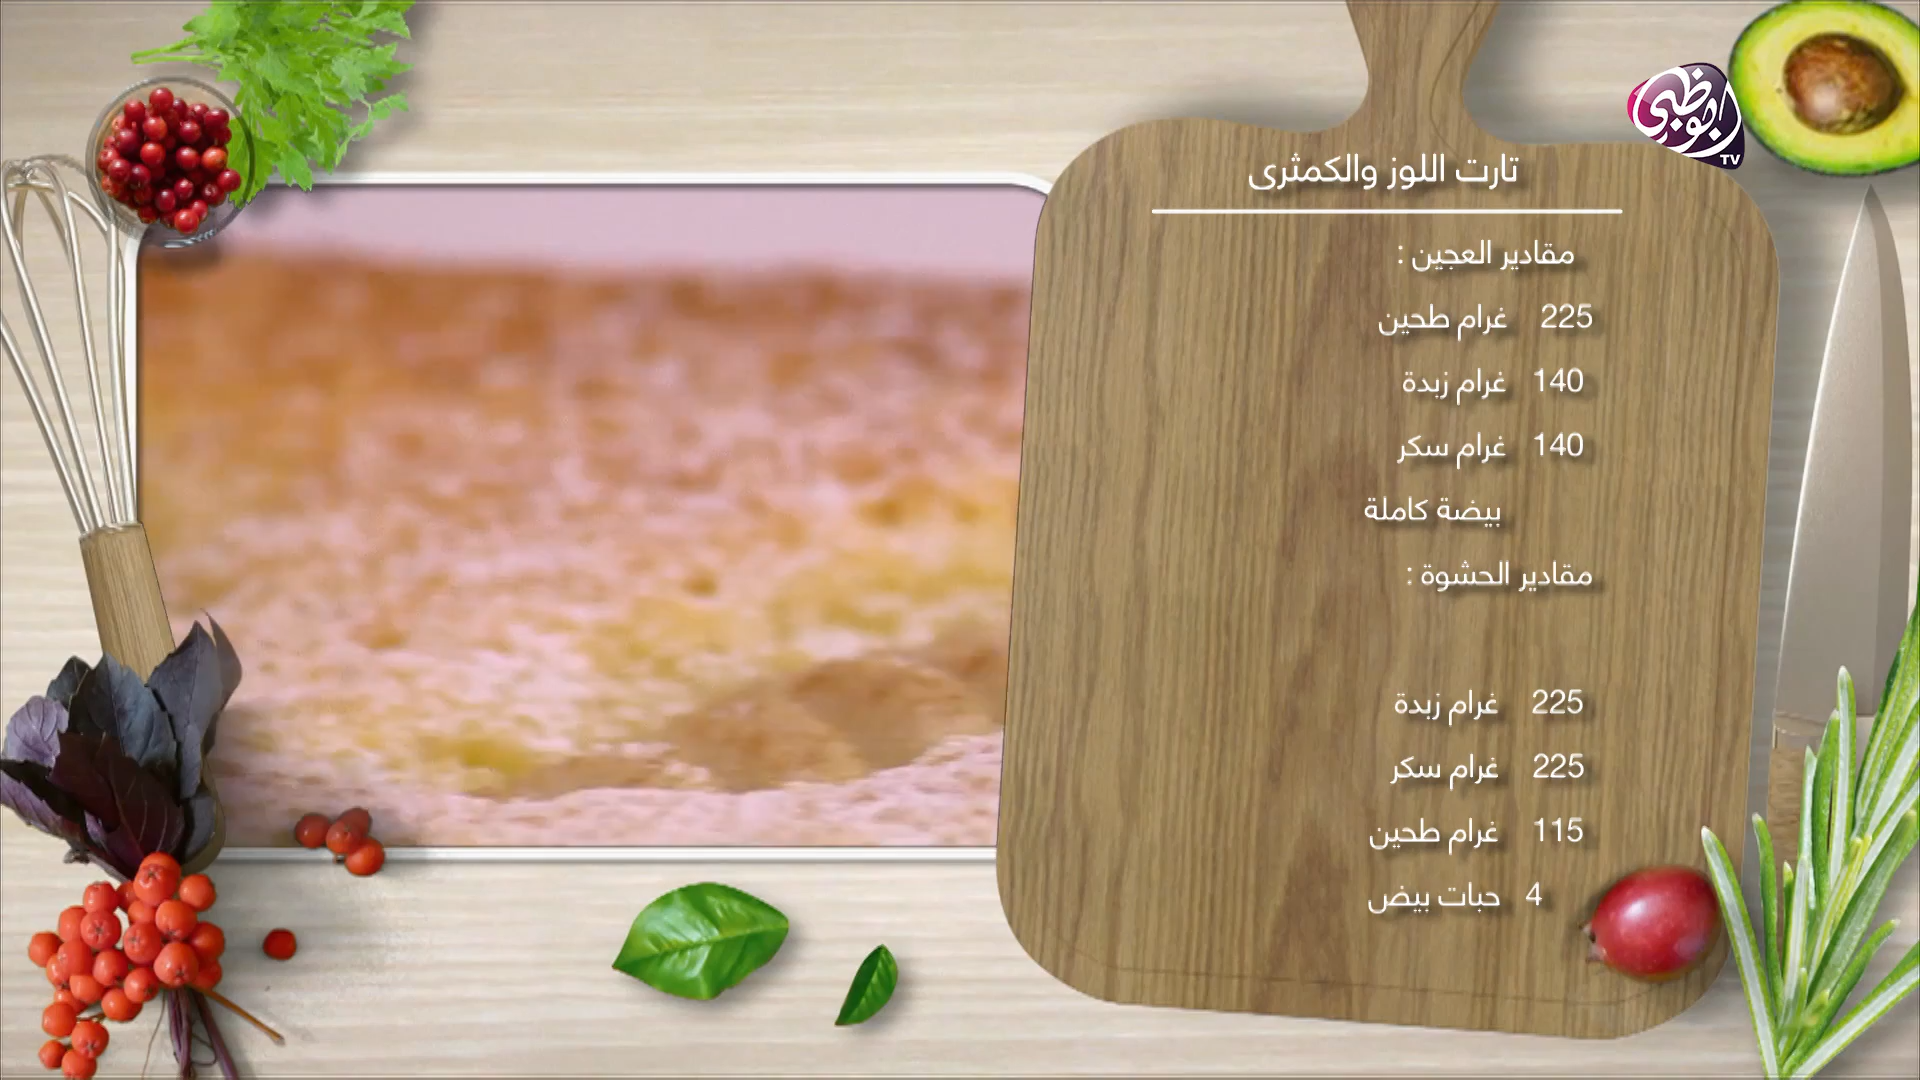 أبوظبي
TV
تارت اللوز والكمثرى
مقادير العجين :
225 غرام طحين
140 غرام زبدة
140 غرام سكر
بيضة كاملة
مقادير الحشوة :
225 غرام زبدة
225 غرام سكر
115 غرام طحين
4 حبات بيض